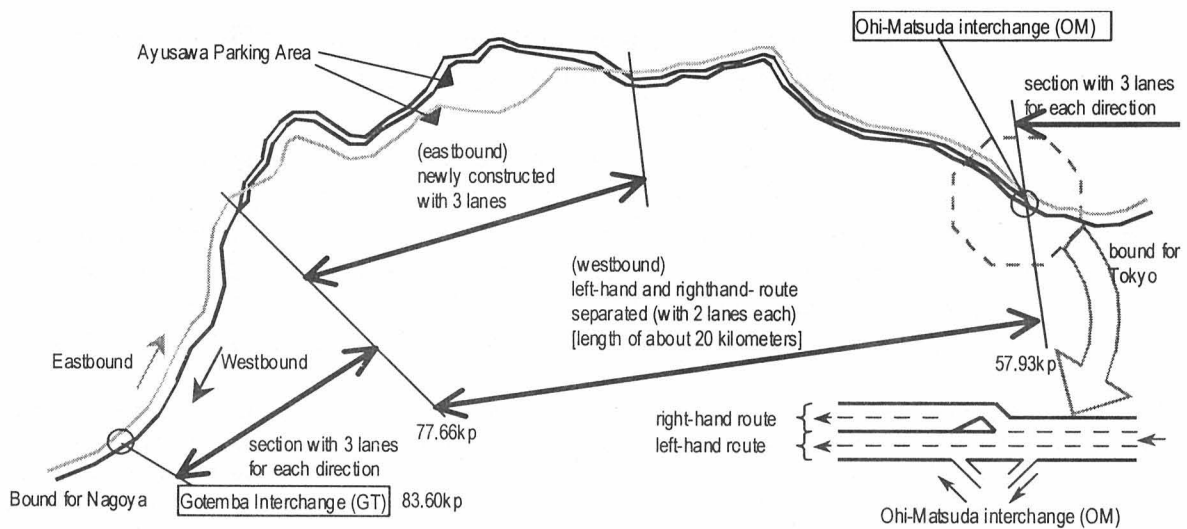 Ohi-Matsuda interchange (OM)
Ayusawa Parking Area
section with 3 lanes
for each direction
(eastbound)
newly constructed
with 3 lanes
(westbound)
left-hand and righthand- route
separated (with 2 lanes each)
[length of about 20 kilometers]
bound for
Tokyo
Eastbound
Westbound
57.93kp
77.66kp
right-hand route
left-hand route
section with 3 lanes
for each direction
Bound for Nagoya
Gotemba Interchange (GT)
83.60kp
Ohi-Matsuda interchange (OM)